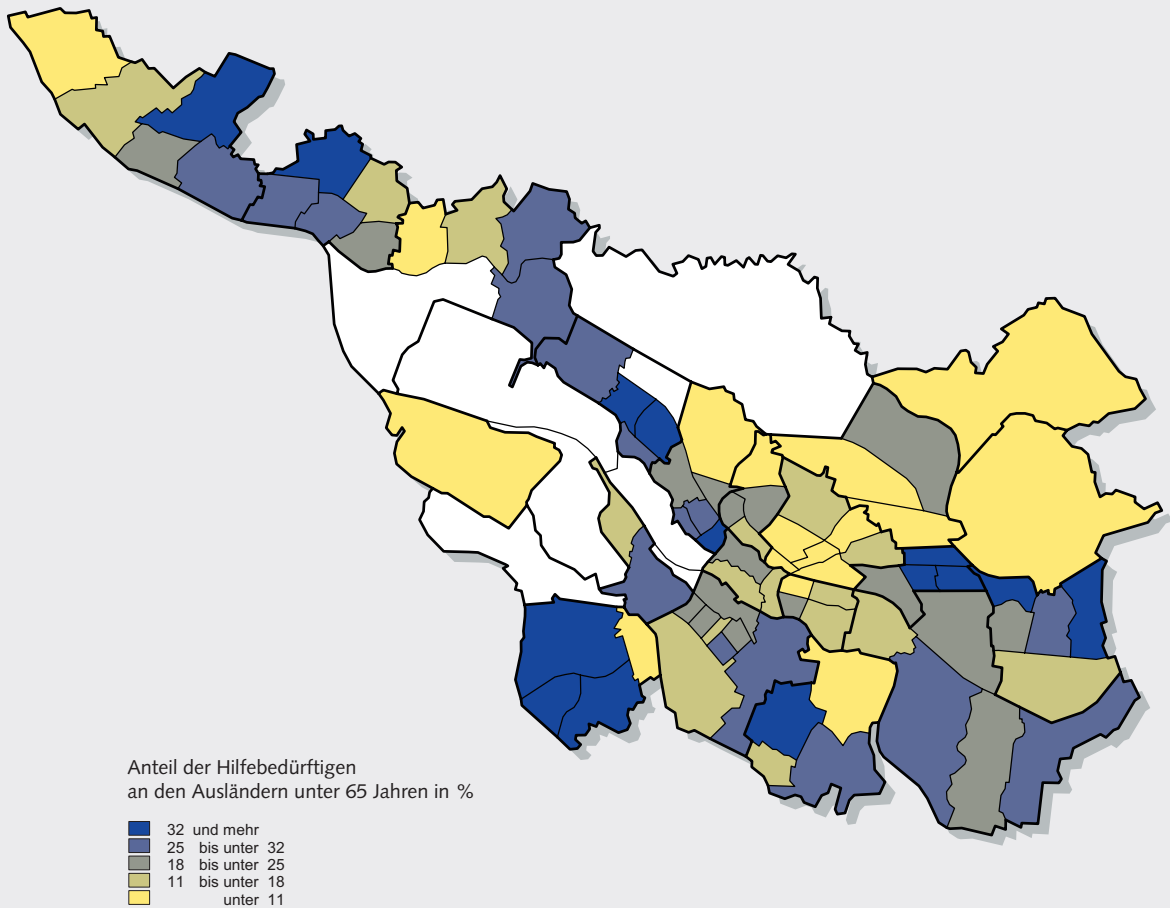 Anteil der Hilfebedürftigen
an den Ausländern unter 65 Jahren in %
32 und mehr
25 bis unter 32
18 bis unter 25
11 bis unter 18
unter 11